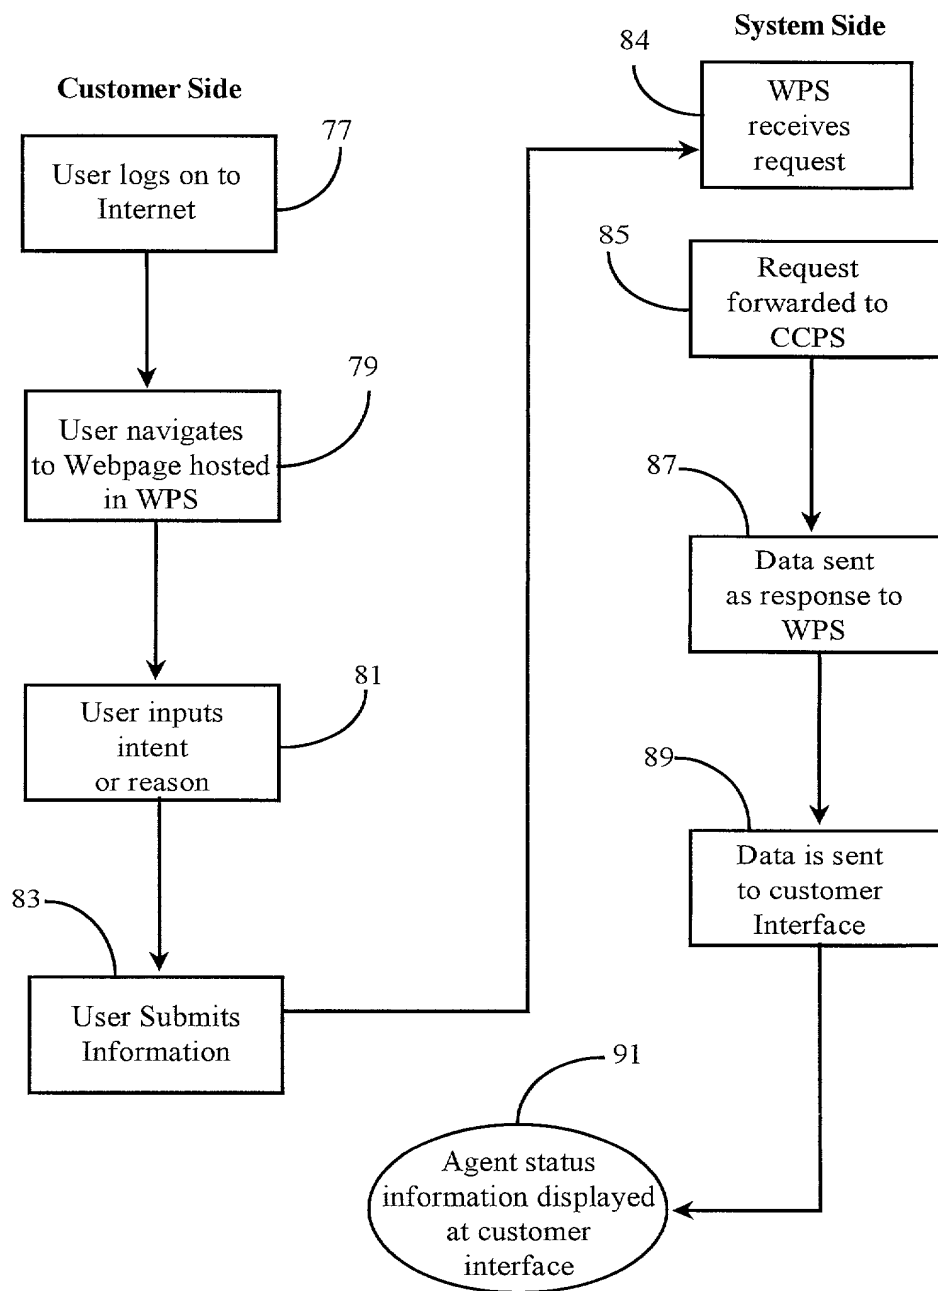 Customer Side
77
User logs on to
Internet
79
User navigates
to Webpage hosted
in WPS
81
User inputs
intent
or reason
83
User Submits
Information
System Side
84
WPS
receives
request
85
Request
forwarded to
CCPS
87
Data sent
as response to
WPS
89
Data is sent
to customer
Interface
91
Agent status
information displayed
at customer
interface